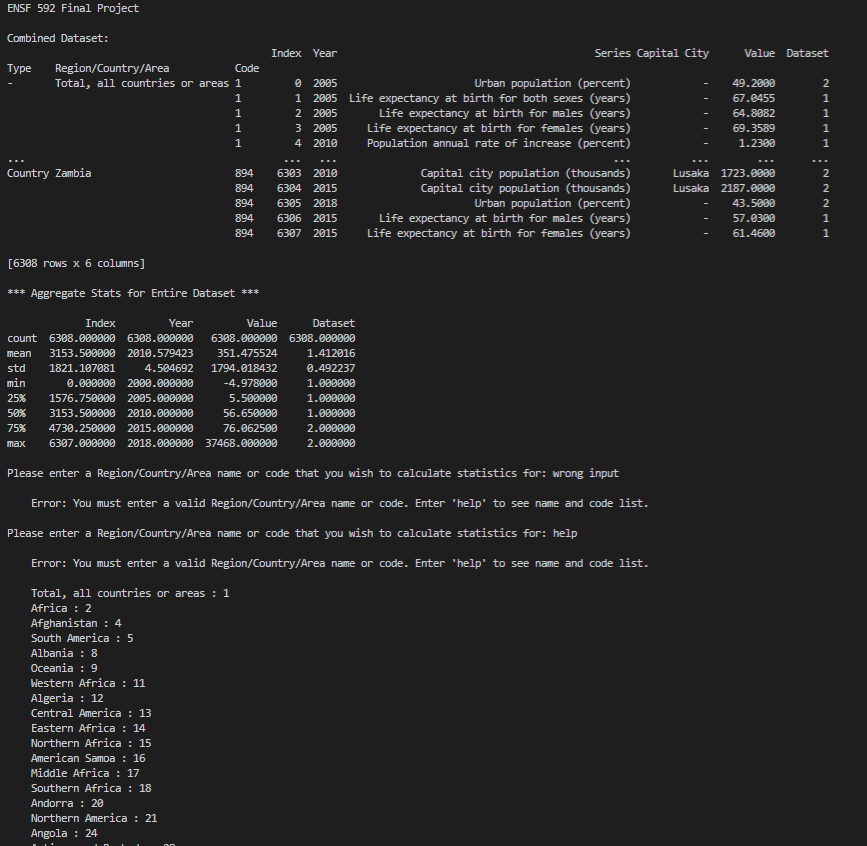 ENSF 592 Final Project
Combined Dataset:
Index Year Series Capital City Value Dataset
Type Region/Country/Area Code
- Total, all countries or areas 1 0 2005 Urban population (percent) - 49.2000 2
1 1 2005 Life expectancy at birth for both sexes (years) - 67.0455 1
1 2 2005 Life expectancy at birth for males (years) - 64.8082 1
1 3 2005 Life expectancy at birth for females (years) - 69.3589 1
1 4 2010 Population annual rate of increase (percent) - 1.2300 1
... ... ... ... ... ... ...
Country Zambia 894 6303 2010 Capital city population (thousands) Lusaka 1723.0000 2
894 6304 2015 Capital city population (thousands) Lusaka 2187.0000 2
894 6305 2018 Urban population (percent) - 43.5000 2
894 6306 2015 Life expectancy at birth for males (years) - 57.0300 1
894 6307 2015 Life expectancy at birth for females (years) - 61.4600 1
[6308 rows x 6 columns]
*** Aggregate Stats for Entire Dataset ***
Index Year Value Dataset
count 6308.000000 6308.000000 6308.000000 6308.000000
mean 3153.500000 2010.579423 351.475524 1.412016
std 1821.107081 4.504692 1794.018432 0.492237
min 0.000000 2000.000000 -4.978000 1.000000
25% 1576.750000 2005.000000 5.500000 1.000000
50% 3153.500000 2010.000000 56.650000 1.000000
75% 4730.250000 2015.000000 76.062500 2.000000
max 6307.000000 2018.000000 37468.000000 2.000000
Please enter a Region/Country/Area name or code that you wish to calculate statistics for: wrong input
Error: You must enter a valid Region/Country/Area name or code. Enter 'help' to see name and code list.
Please enter a Region/Country/Area name or code that you wish to calculate statistics for: help
Error: You must enter a valid Region/Country/Area name or code. Enter 'help' to see name and code list.
Total, all countries or areas : 1
Africa : 2
Afghanistan : 4
South America : 5
Albania : 8
Oceania : 9
Western Africa : 11
Algeria : 12
Central America : 13
Eastern Africa : 14
Northern Africa : 15
American Samoa : 16
Middle Africa : 17
Southern Africa : 18
Andorra : 20
Northern America : 21
Angola : 24